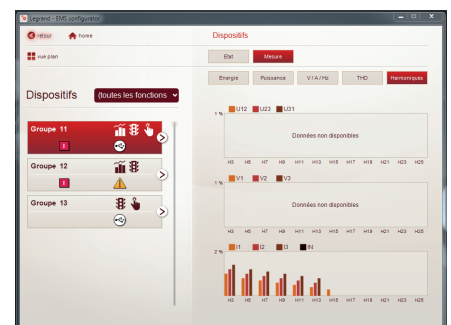 Legrand - EMS configurator
retour
home
Dispositifs
vue plan
Etat
Mesure
Energie
Puissance
V / A / Hz
THD
Harmoniques
Dispositifs
(toutes les fonctions
Groupe 11
I
Groupe 12
I
Groupe 13
1 %
U12
U23
U31
Données non disponibles
H3 H5 H7 H9 H11 H13 H15 H17 H19 H21 H23 H25
1 %
V1
V2
V3
Données non disponibles
H3 H5 H7 H9 H11 H13 H15 H17 H19 H21 H23 H25
2 %
I1
I2
I3
IN
H3 H5 H7 H9 H11 H13 H15 H17 H19 H21 H23 H25